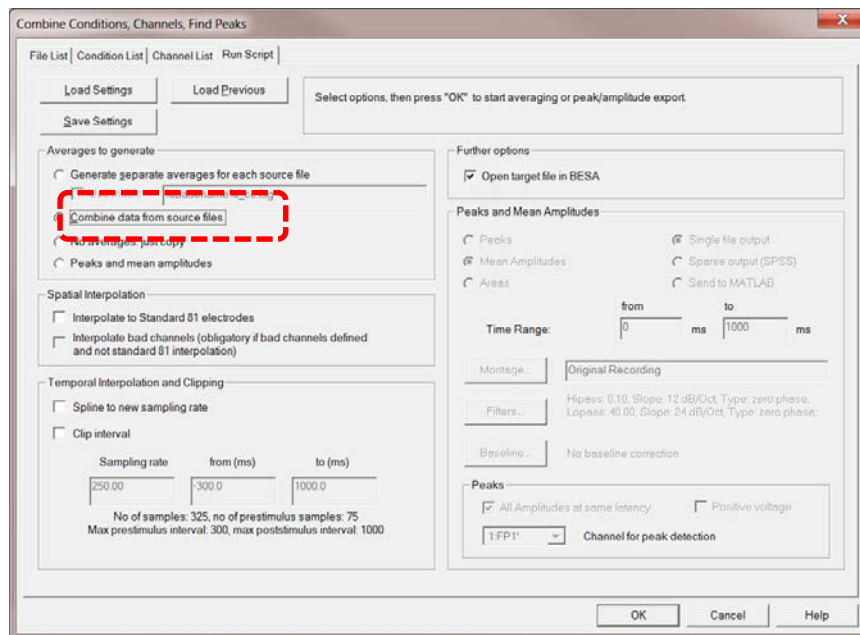 Combine Conditions, Channels, Find Peaks
File List Condition List Channel List Run Script
Load Settings Load Previous
Save Settings
Select options, then press "OK" to start averaging or peak/amplitude export.
Averages to generate
Generate separate averages for each source file
Combine data from source files
No averages: just copy
Peaks and mean amplitudes
Spatial Interpolation
Interpolate to Standard 81 electrodes
Interpolate bad channels (obligatory if bad channels defined
and not standard 81 interpolation)
Temporal Interpolation and Clipping
Spline to new sampling rate
Clip interval
Sampling rate from (ms) to (ms)
250.00 -300.0 1000.0
No of samples: 325, no of prestimulus samples: 75
Max prestimulus interval: 300, max poststimulus interval: 1000
Further options
Open target file in BESA
Peaks and Mean Amplitudes
Peaks Single file output
Mean Amplitudes Sparse output (SPSS)
Areas Send to MATLAB
from to
Time Range: 0 ms 1000 ms
Montage... Original Recording
Filters... Hipass: 0.10, Slope: 12 dB/Oct, Type: zero phase;
Lopass: 40.00, Slope: 24 dB/Oct, Type: zero phase;
Baseline... No baseline correction
Peaks
All Amplitudes at same latency Positive voltage
1:FP1' Channel for peak detection
OK Cancel Help